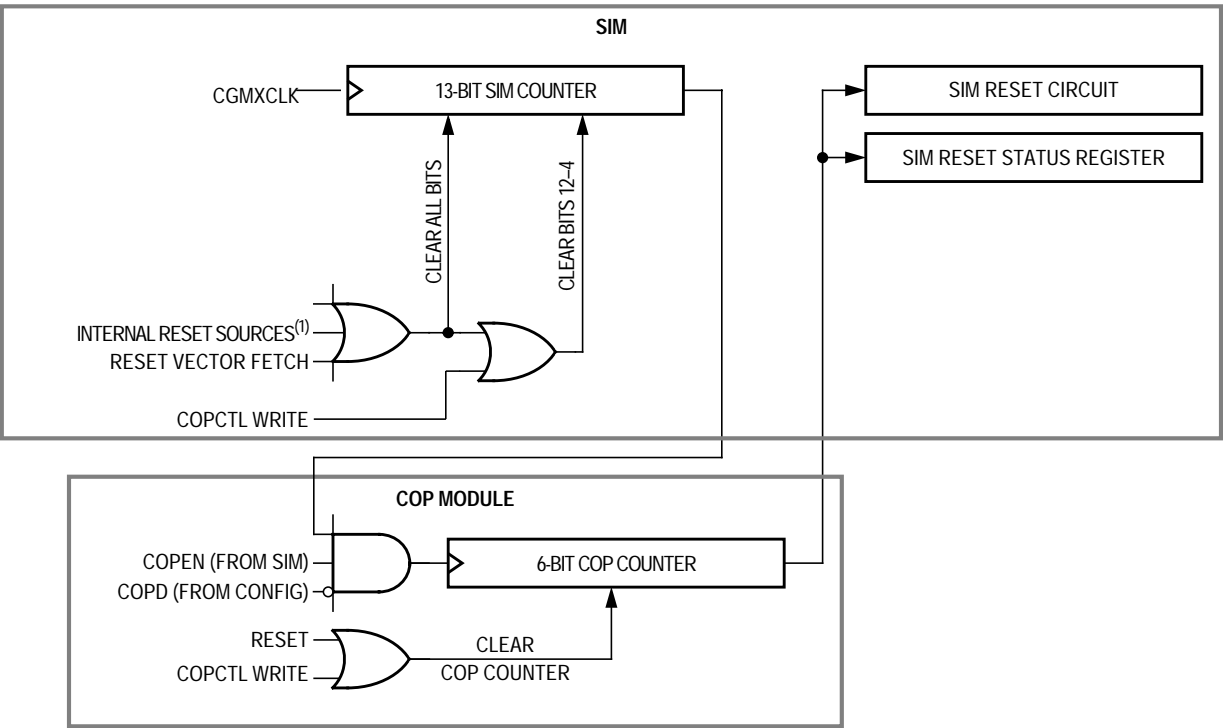 SIM
CGMXCLK
13-BIT SIM COUNTER
SIM RESET CIRCUIT
SIM RESET STATUS REGISTER
CLEAR ALL BITS
CLEAR BITS 12–4
INTERNAL RESET SOURCES(1)
RESET VECTOR FETCH
COPCTL WRITE
COP MODULE
COPEN (FROM SIM)
6-BIT COP COUNTER
COPD (FROM CONFIG)
RESET
CLEAR
COPCTL WRITE
COP COUNTER